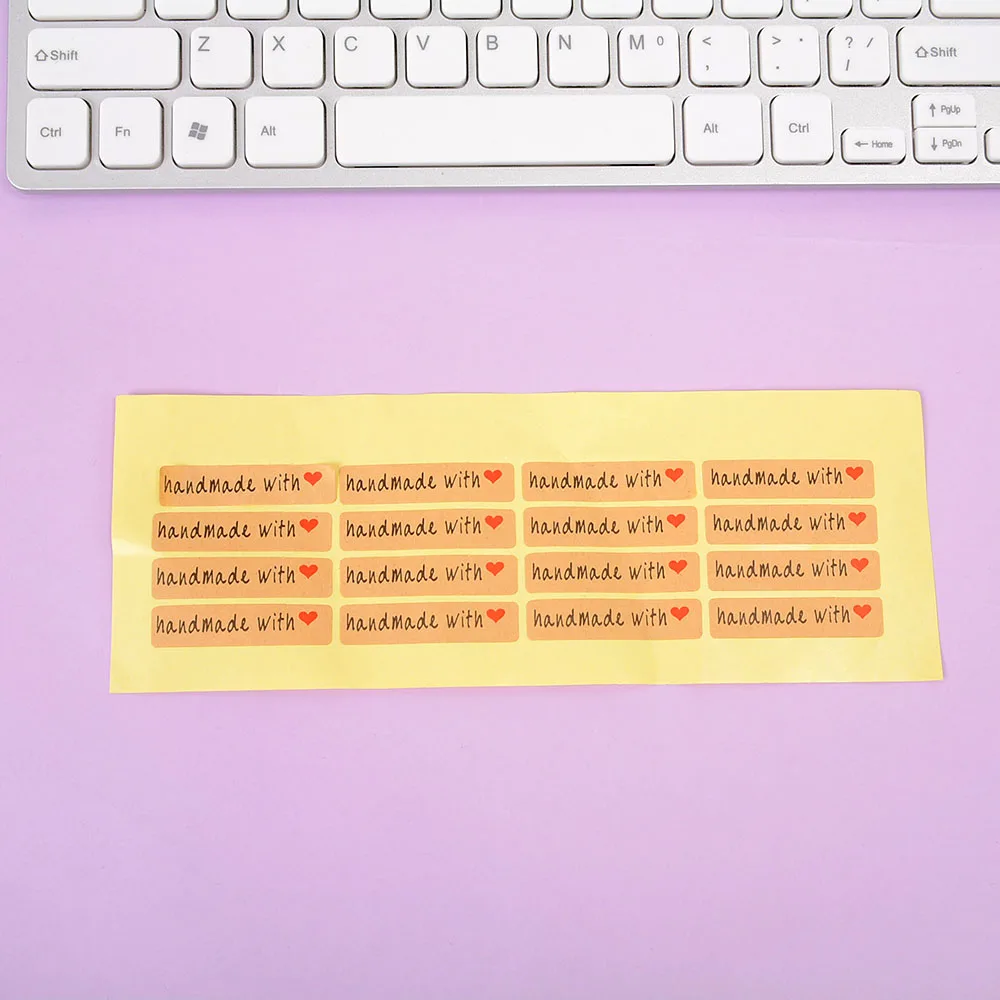 Shift Z X C V B N M 0 < , > . ? / / Shift
Ctrl Fn Alt Alt Ctrl Home PgUp
PgDn
handmade with❤ handmade with❤ handmade with❤ handmade with❤
handmade with❤ handmade with❤ handmade with❤ handmade with❤
handmade with❤ handmade with❤ handmade with❤ handmade with❤
handmade with❤ handmade with❤ handmade with❤ handmade with❤